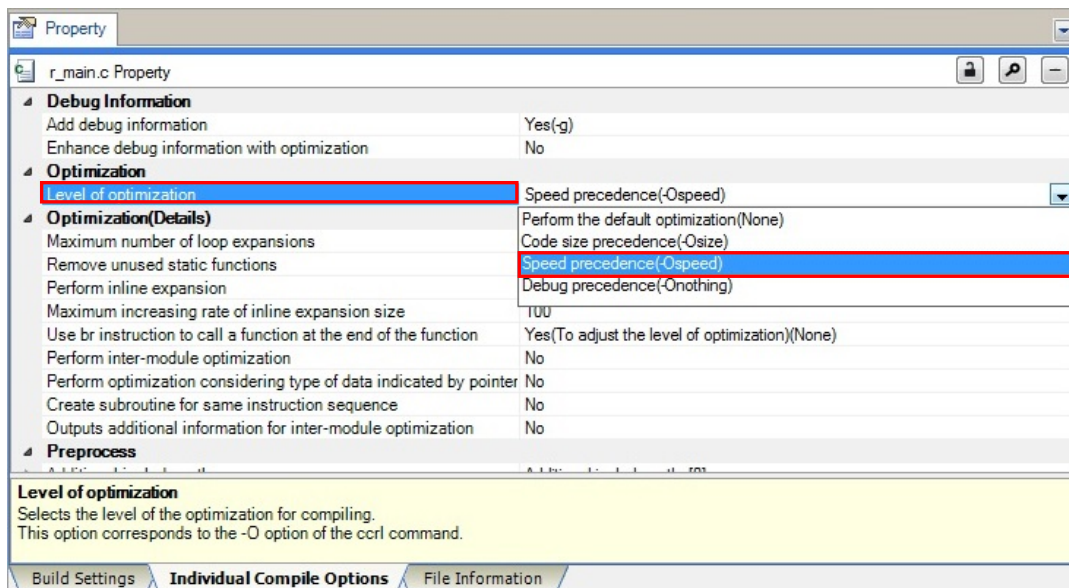 Property
r_main.c Property
Debug Information
Add debug information Yes(-g)
Enhance debug information with optimization No
Optimization
Level of optimization Speed precedence(-Ospeed)
Optimization(Details) Perform the default optimization(None)
Maximum number of loop expansions Code size precedence(-Osize)
Remove unused static functions Speed precedence(-Ospeed)
Perform inline expansion Debug precedence(-Onothing)
Maximum increasing rate of inline expansion size 100
Use br instruction to call a function at the end of the function Yes(To adjust the level of optimization)(None)
Perform inter-module optimization No
Perform optimization considering type of data indicated by pointer No
Create subroutine for same instruction sequence No
Outputs additional information for inter-module optimization No
Preprocess
Level of optimization
Selects the level of the optimization for compiling.
This option corresponds to the -O option of the ccrl command.
Build Settings Individual Compile Options File Information